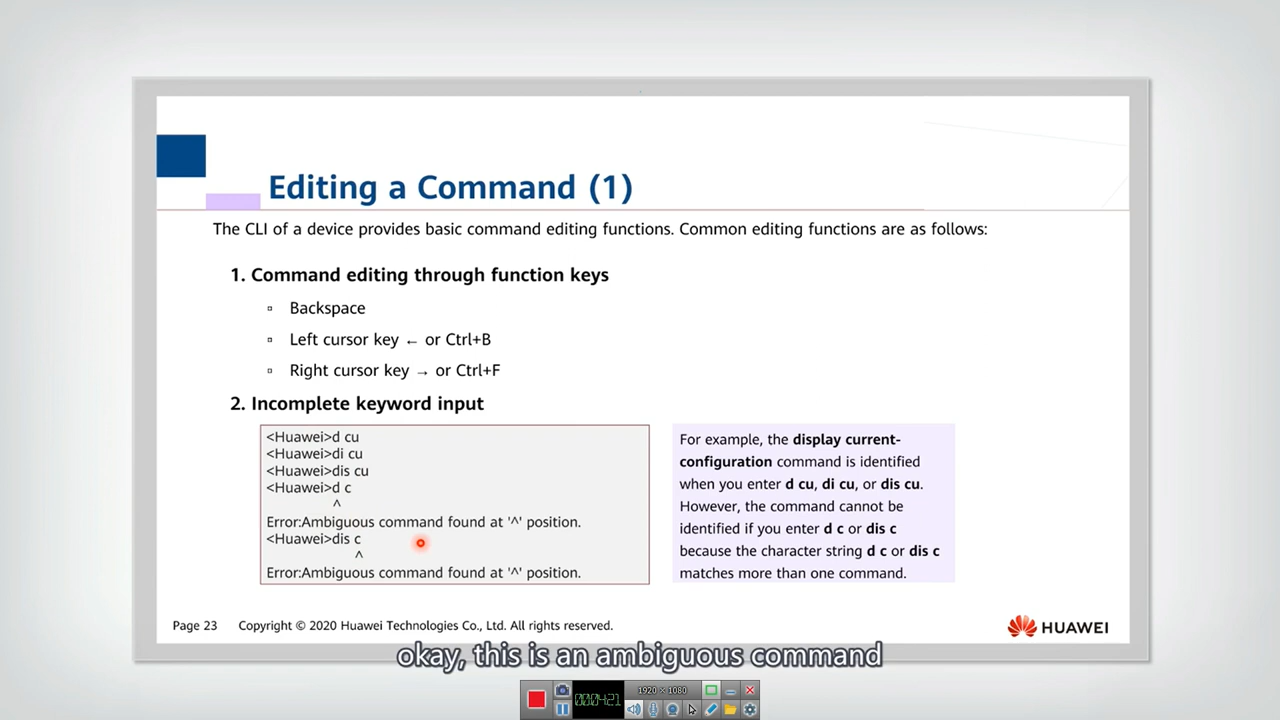 Editing a Command (1)
The CLI of a device provides basic command editing functions. Common editing functions are as follows:
1. Command editing through function keys
▫ Backspace
▫ Left cursor key ← or Ctrl+B
▫ Right cursor key → or Ctrl+F
2. Incomplete keyword input
<Huawei>d cu
<Huawei>di cu
<Huawei>dis cu
<Huawei>d c
^
Error:Ambiguous command found at '^' position.
<Huawei>dis c
^
Error:Ambiguous command found at '^' position.
For example, the display current-
configuration command is identified
when you enter d cu, di cu, or dis cu.
However, the command cannot be
identified if you enter d c or dis c
because the character string d c or dis c
matches more than one command.
Page 23 Copyright © 2020 Huawei Technologies Co., Ltd. All rights reserved.
HUAWEI
okay, this is an ambiguous command
1920 × 1080
00:04:21